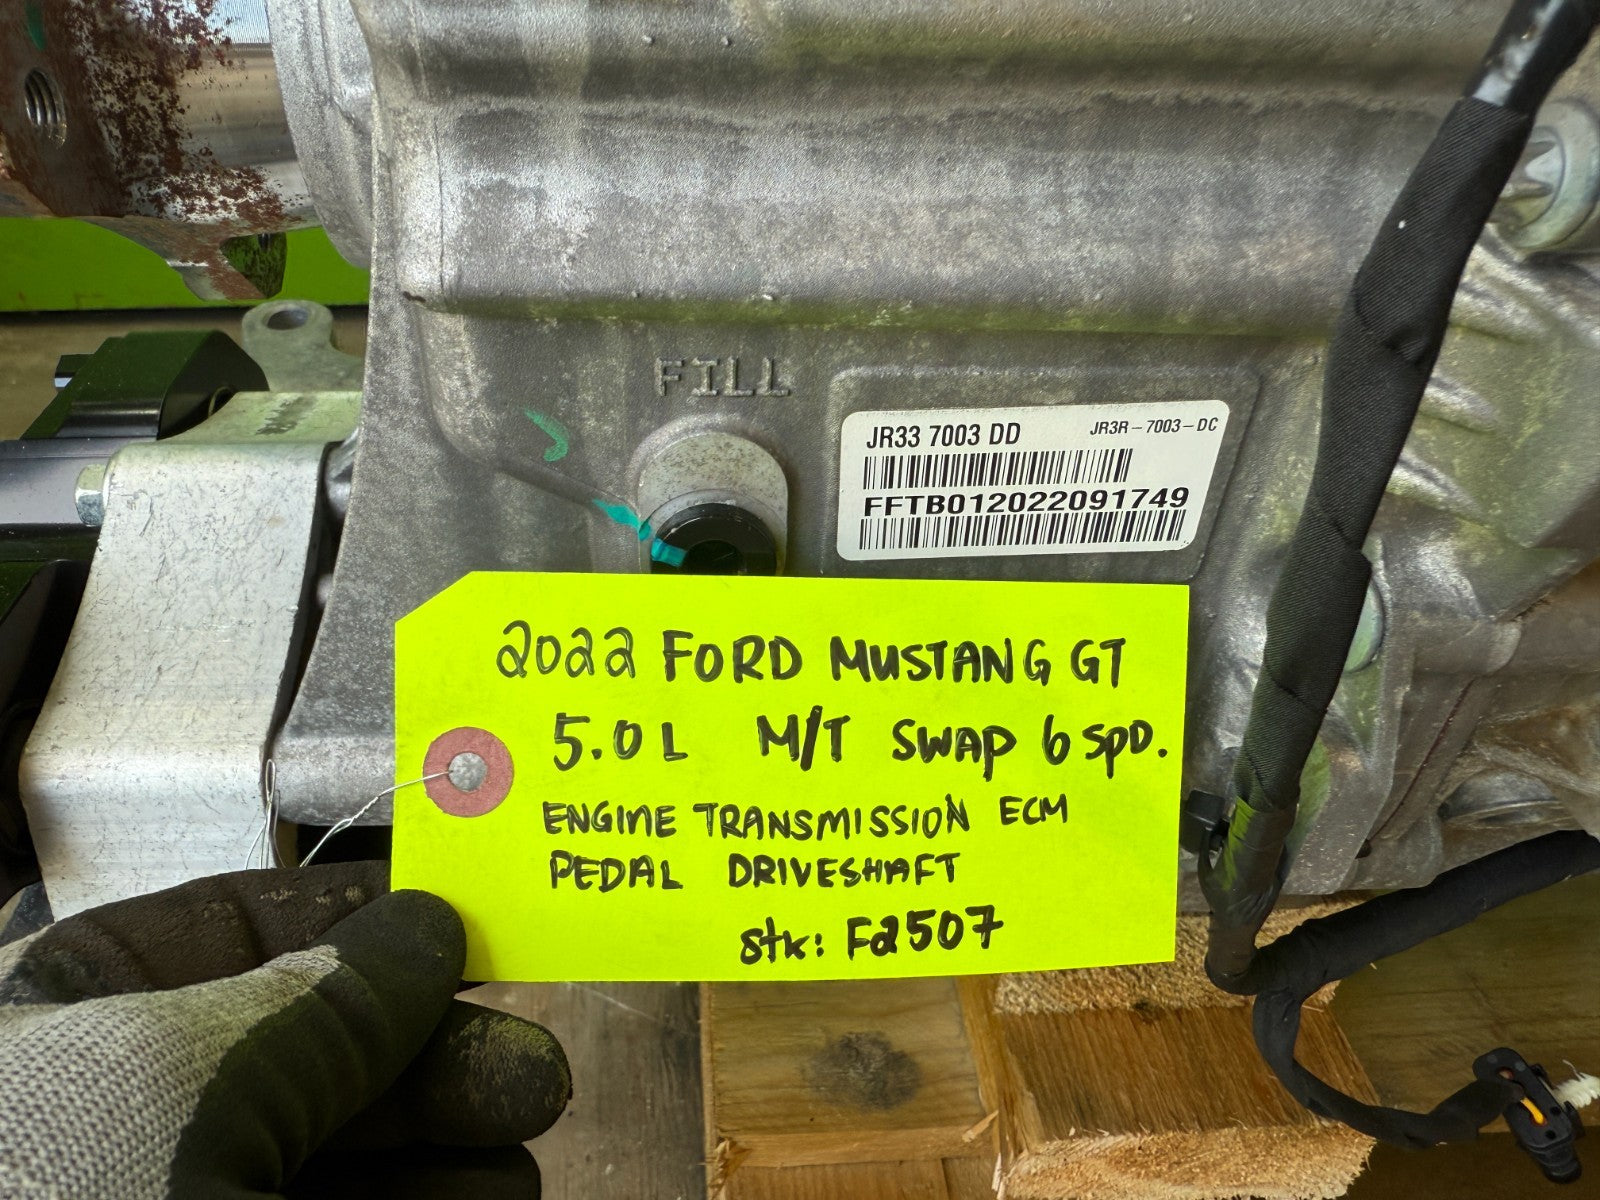 FILL
JR33 7003 DD JR3R-7003-DC
FFTB012022091749
2022 FORD MUSTANG GT
5.0L M/T SWAP 6 SPD.
ENGINE TRANSMISSION ECM
PEDAL DRIVESHAFT
Stk: F2507